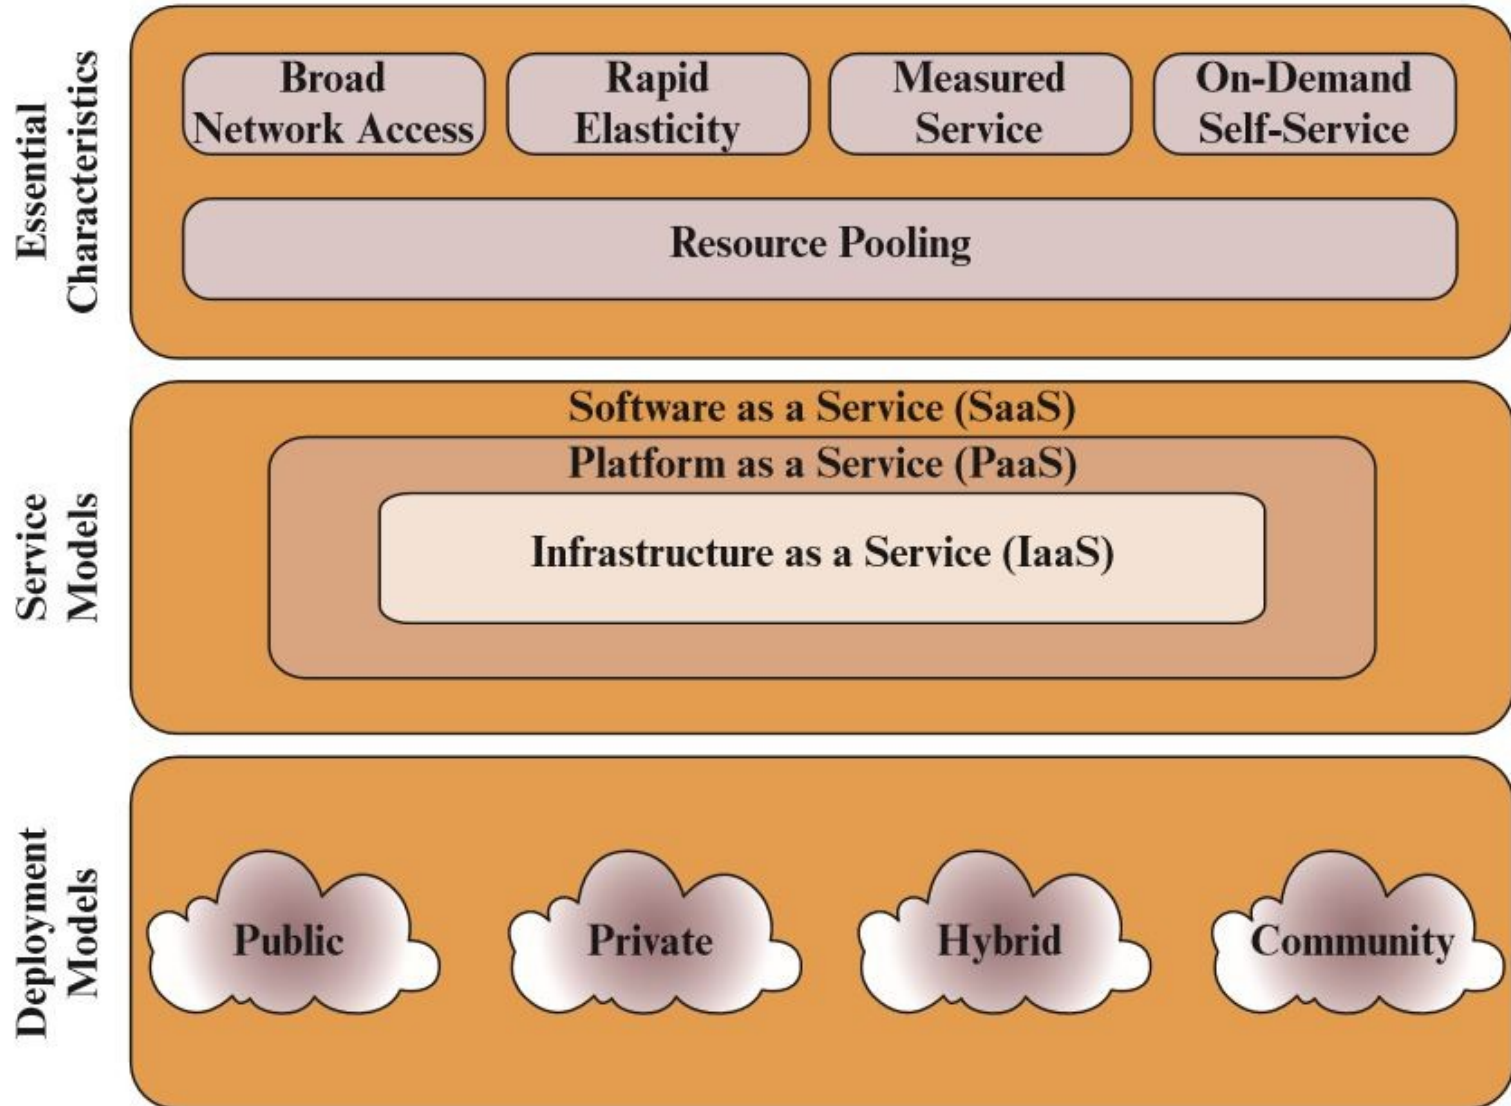 Essential
Characteristics
Broad
Network Access
Rapid
Elasticity
Measured
Service
On-Demand
Self-Service
Resource Pooling
Service
Models
Software as a Service (SaaS)
Platform as a Service (PaaS)
Infrastructure as a Service (IaaS)
Deployment
Models
Public
Private
Hybrid
Community